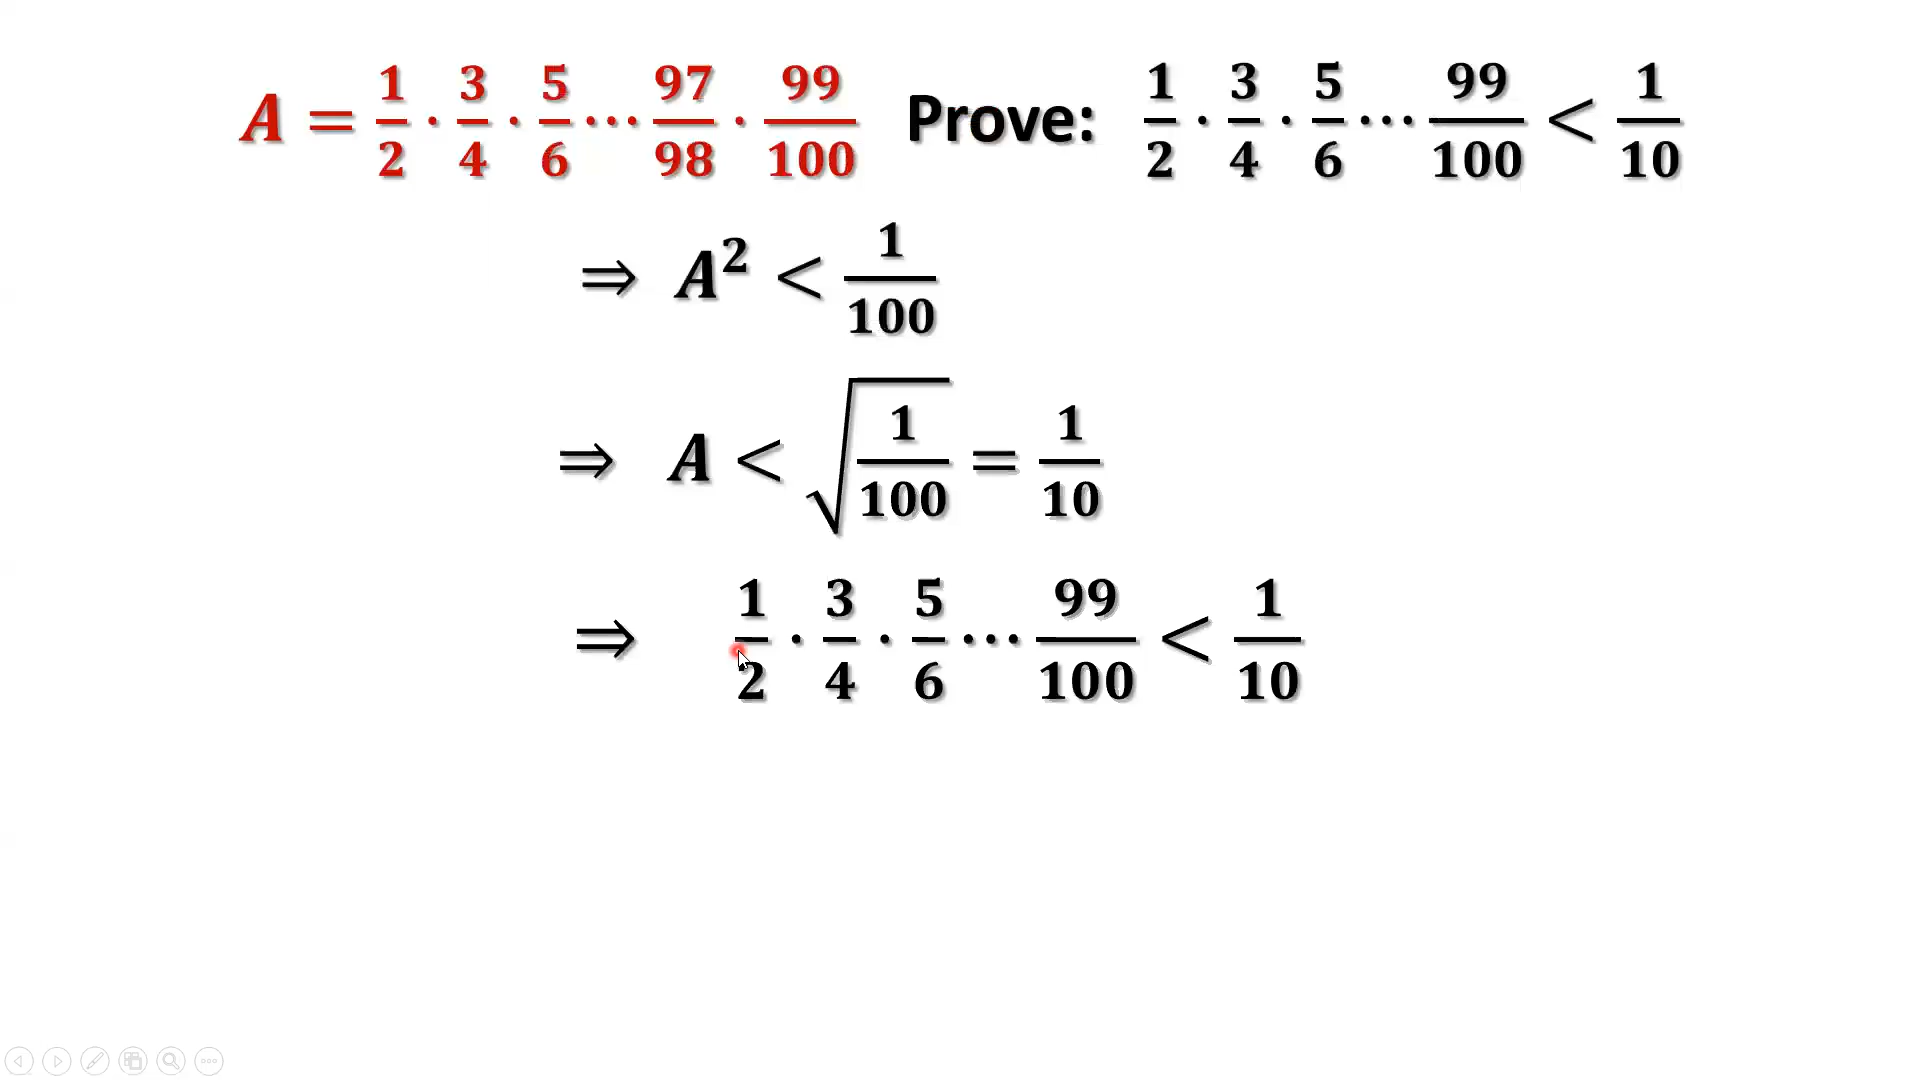 A = 1/2 · 3/4 · 5/6 ⋯ 97/98 · 99/100 Prove: 1/2 · 3/4 · 5/6 ⋯ 99/100 < 1/10
⇒ A² < 1/100
⇒ A < √(1/100) = 1/10
⇒ 1/2 · 3/4 · 5/6 ⋯ 99/100 < 1/10